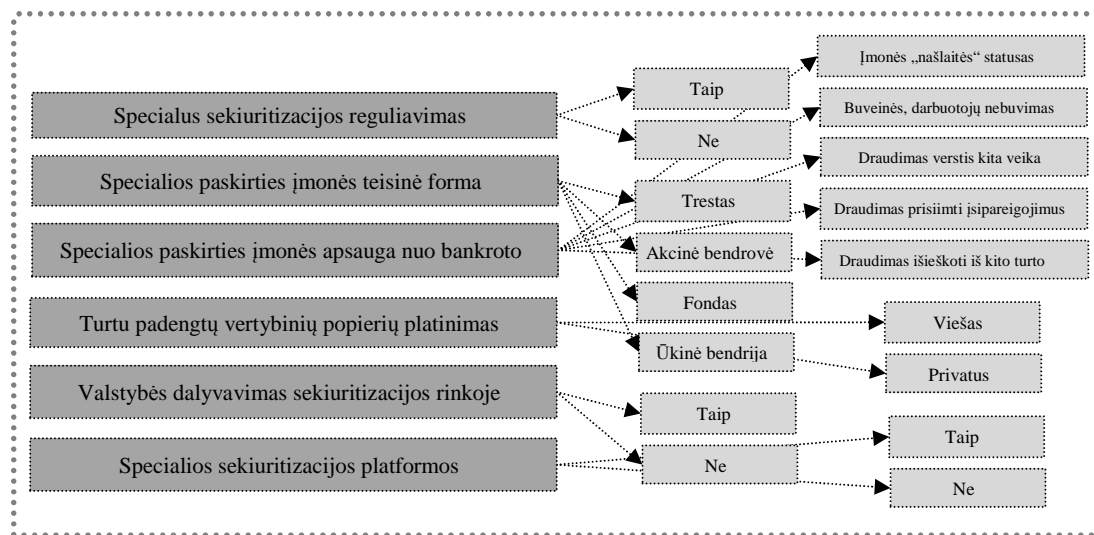 Specialus sekiuritizacijos reguliavimas
Specialios paskirties įmonės teisinė forma
Specialios paskirties įmonės apsauga nuo bankroto
Turtu padengtų vertybinių popierių platinimas
Valstybės dalyvavimas sekiuritizacijos rinkoje
Specialios sekiuritizacijos platformos
Taip
Ne
Trestas
Akcinė bendrovė
Fondas
Ūkinė bendrija
Taip
Ne
Įmonės „našlaitės“ statusas
Buveinės, darbuotojų nebuvimas
Draudimas verstis kita veikla
Draudimas prisiimti įsipareigojimus
Draudimas išieškoti iš kito turto
Viešas
Privatus
Taip
Ne